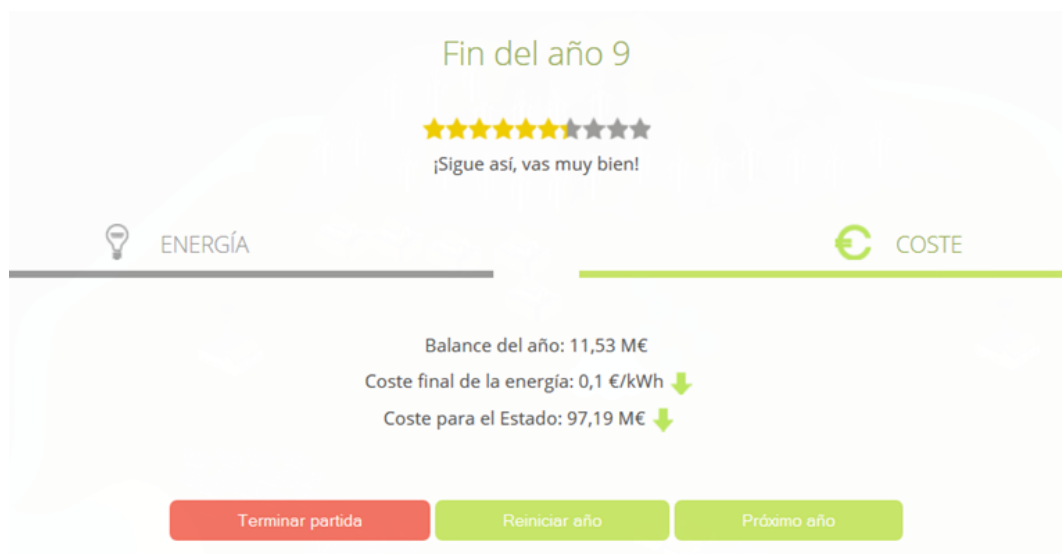 Fin del año 9
¡Sigue así, vas muy bien!
ENERGÍA
COSTE
Balance del año: 11,53 M€
Coste final de la energía: 0,1 €/kWh
Coste para el Estado: 97,19 M€
Terminar partida
Reiniciar año
Próximo año